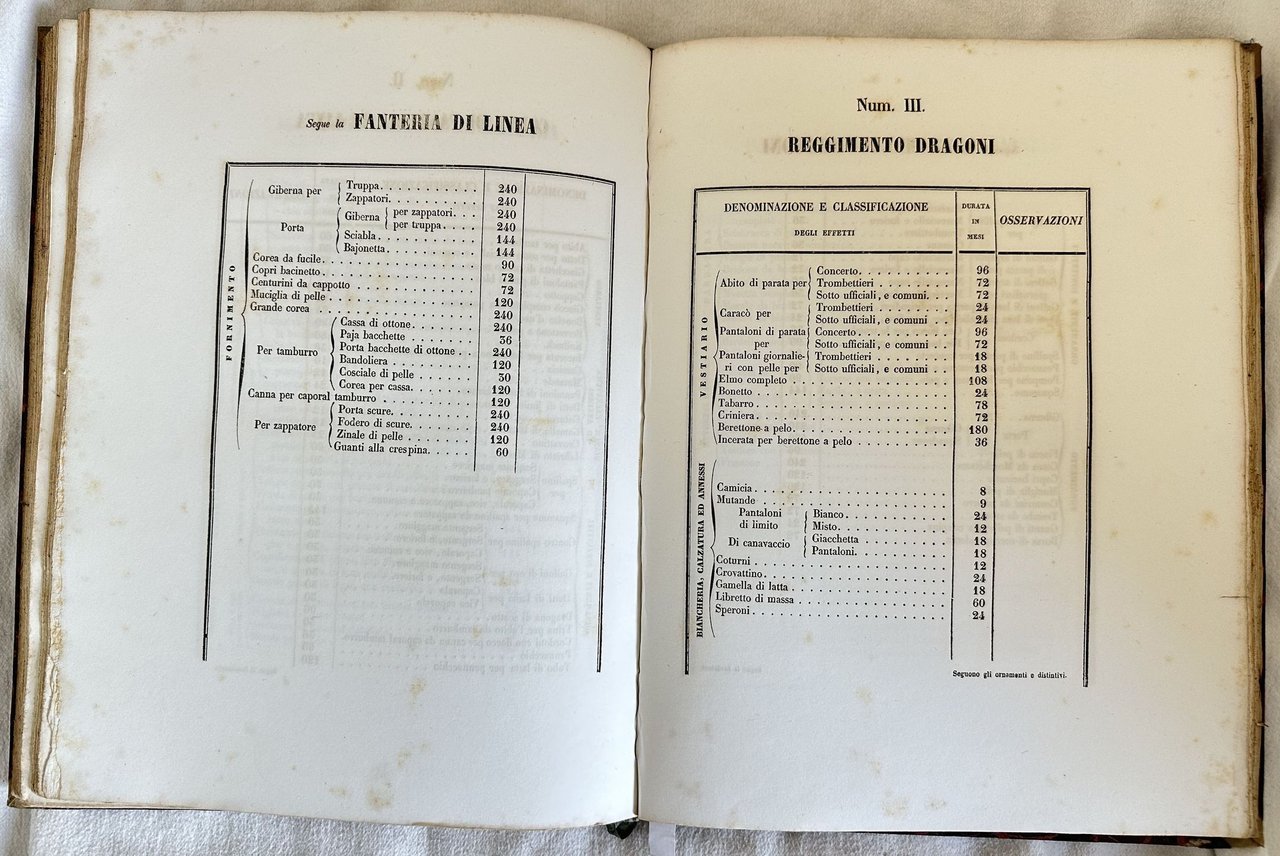 Segue la FANTERIA DI LINEA
FORNIMENTO
Giberna per Trupa. 240
Zappatori. 240
Porta Giberna per zappatori. 240
per truppa. 240
Sciabla 144
Bajonetta. 144
Corea da fucile. 90
Copri bacinetto. 72
Centurini da cappotto 72
Muciglia di pelle 120
Grande corea 240
Per tamburro Cassa di ottone. 240
Paja bacchette 36
Porta bacchette di ottone 240
Bandoliera 120
Cosciale di pelle 30
Corea per cassa. 120
Canna per caporal tamburro 120
Per zappatore Porta scure. 240
Fodero di scure. 240
Zinale di pelle 120
Guanti alla crespina. 60
Num. III.
REGGIMENTO DRAGONI
DENOMINAZIONE E CLASSIFICAZIONE
DEGLI EFFETTI
DURATA
IN
MESI
OSSERVAZIONI
VESTIARIO
Abito di parata per Concerto. 96
Trombettieri 72
Sotto ufficiali, e comuni. 72
Caracò per Trombettieri 24
Sotto ufficiali, e comuni 24
Pantaloni di parata per Concerto. 96
Sotto ufficiali, e comuni 72
Pantaloni giornalie-
ri con pelle per Trombettieri 18
Sotto ufficiali, e comuni 18
Elmo completo 108
Bonetto 24
Tabarro 78
Criniera 72
Berettone a pelo. 180
Incerata per berettone a pelo 36
BIANCHERIA, CALZATURA ED ANNESSI
Camicia 8
Mutande 9
Pantaloni di limito Bianco. 24
Misto. 12
Di canavaccio Giacchetta 18
Pantaloni. 18
Coturni 12
Crovattino. 24
Gamella di latta 18
Libretto di massa 60
Speroni 24
Seguono gli ornamenti e distintivi.